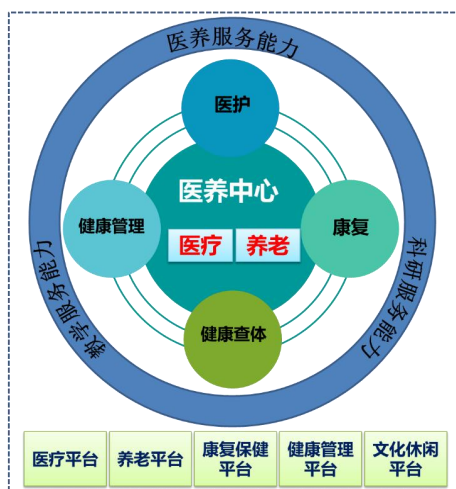 医养服务能力
医护
医养中心
健康管理
医疗
养老
康复
教学服务能力
科研服务能力
健康查体
医疗平台
养老平台
康复保健
平台
健康管理
平台
文化休闲
平台